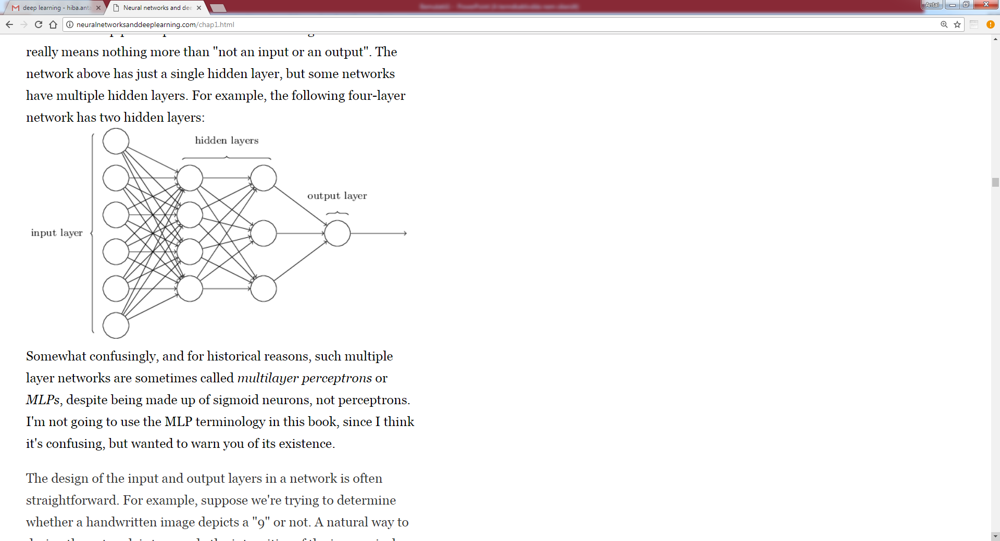 deep learning - hiba.anta
Neural networks and dee
Antal
neuralnetworksanddeeplearning.com/chap1.html
really means nothing more than "not an input or an output". The
network above has just a single hidden layer, but some networks
have multiple hidden layers. For example, the following four-layer
network has two hidden layers:
hidden layers
output layer
input layer
Somewhat confusingly, and for historical reasons, such multiple
layer networks are sometimes called multilayer perceptrons or
MLPs, despite being made up of sigmoid neurons, not perceptrons.
I'm not going to use the MLP terminology in this book, since I think
it's confusing, but wanted to warn you of its existence.
The design of the input and output layers in a network is often
straightforward. For example, suppose we're trying to determine
whether a handwritten image depicts a "9" or not. A natural way to